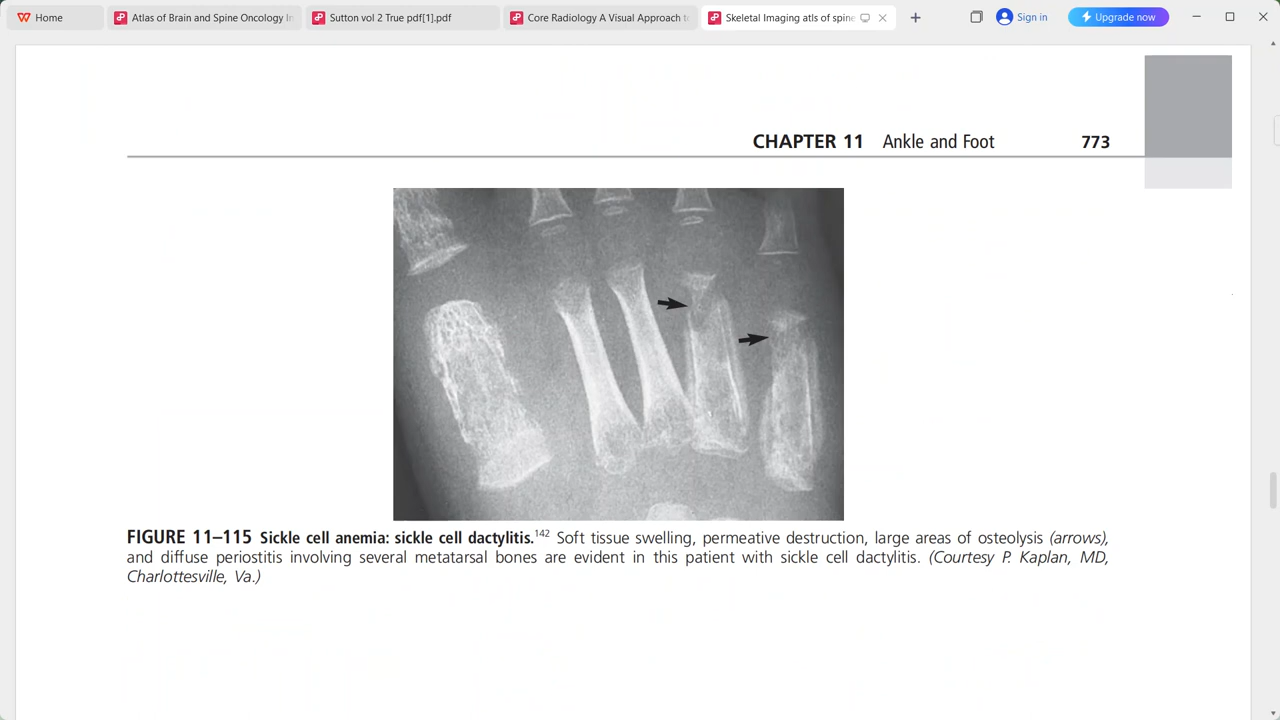 Home
Atlas of Brain and Spine Oncology I
Sutton vol 2 True pdf[1].pdf
Core Radiology A Visual Approach to
Skeletal Imaging atls of spine
Sign in
Upgrade now
CHAPTER 11 Ankle and Foot 773
FIGURE 11–115 Sickle cell anemia: sickle cell dactylitis.142 Soft tissue swelling, permeative destruction, large areas of osteolysis (arrows),
and diffuse periostitis involving several metatarsal bones are evident in this patient with sickle cell dactylitis. (Courtesy P. Kaplan, MD,
Charlottesville, Va.)